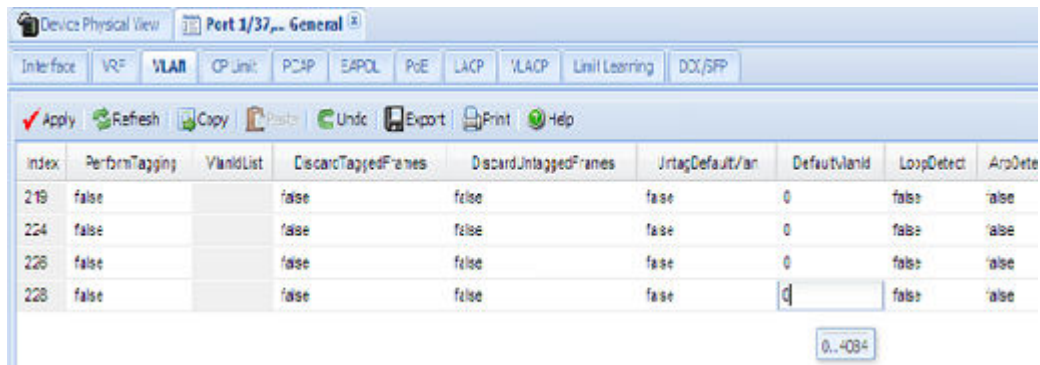 Device Physical View Port 1/37,... General
Interface VRF VLAN CP Limit PCAP EAPOL PoE LACP VLACP Limit Learning DDI/SFP
Apply Refresh Copy Paste Undo Export Print Help
Index PerformTagging VlanIdList DiscardTaggedFrames DiscardUntaggedFrames UntagDefaultVlan DefaultVlanId LoopDetect ArpDete
219 false false false false 0 false false
224 false false false false 0 false false
226 false false false false 0 false false
228 false false false false 0 false false
0..4084